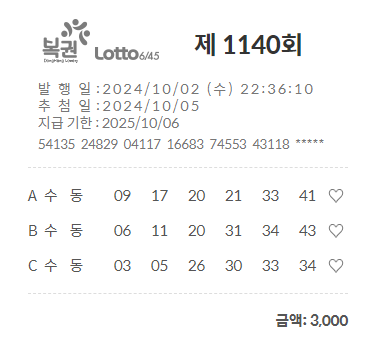 복권 Lotto6/45 제 1140회
DongHang Lottery
발 행 일 : 2024/10/02 (수) 22:36:10
추 첨 일 : 2024/10/05
지급 기한 : 2025/10/06
54135 24829 04117 16683 74553 43118 *****
A 수 동 09 17 20 21 33 41 ♡
B 수 동 06 11 20 31 34 43 ♡
C 수 동 03 05 26 30 33 34 ♡
금액: 3,000